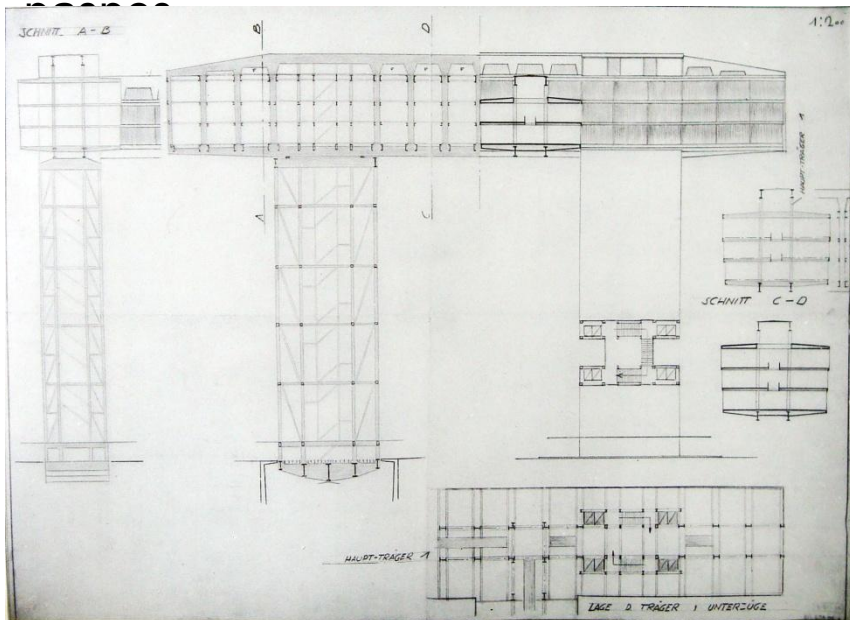 SCHNITT A-B
B
D
1:200
A
C
HAUPT-TRÄGER 1
SCHNITT C-D
HAUPT-TRÄGER 1
LAGE D. TRÄGER & UNTERZÜGE